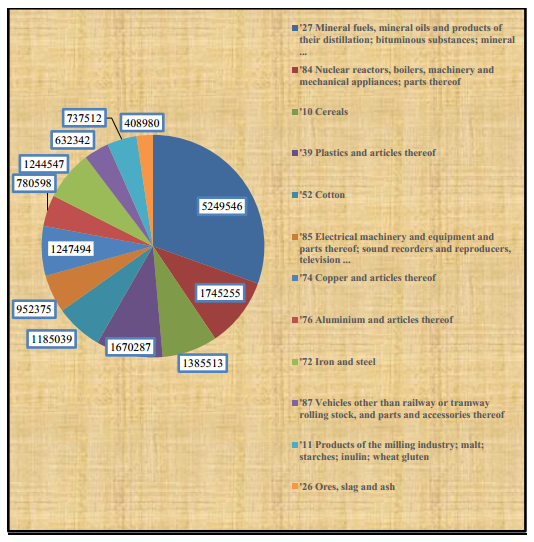 '27 Mineral fuels, mineral oils and products of
their distillation; bituminous substances; mineral
...
'84 Nuclear reactors, boilers, machinery and
mechanical appliances; parts thereof
'10 Cereals
'39 Plastics and articles thereof
'52 Cotton
'85 Electrical machinery and equipment and
parts thereof; sound recorders and reproducers,
television ...
'74 Copper and articles thereof
'76 Aluminium and articles thereof
'72 Iron and steel
'87 Vehicles other than railway or tramway
rolling stock, and parts and accessories thereof
'11 Products of the milling industry; malt;
starches; inulin; wheat gluten
'26 Ores, slag and ash
5249546
1745255
1385513
1670287
1185039
952375
1247494
780598
1244547
632342
737512
408980